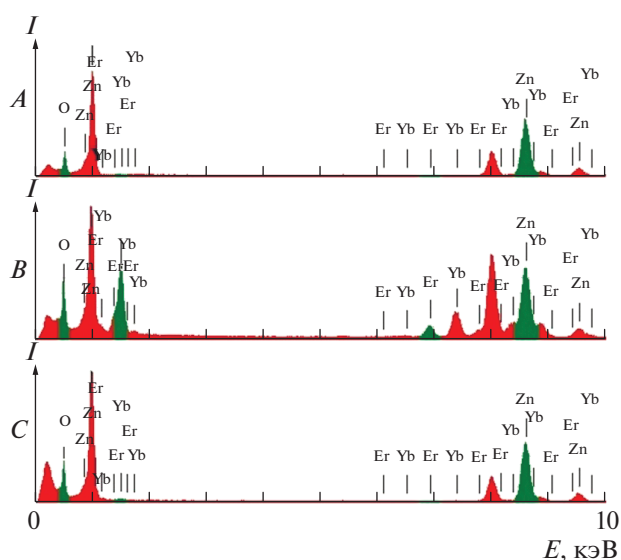 I
Er Yb
Yb
Zn
Yb
O Zn Er
Zn Yb Er
A
Er Zn
Yb Er Yb Er Yb Er Er Yb Er
I
Yb
Zn Yb
O Er Yb
Yb Er
B Zn Er Er
Zn Yb
Er Yb Er Yb Er Er Yb Er Zn
I
Er
Yb Zn Yb
O Zn Er
Yb Er
C Zn Er Yb
Yb
Er Yb Er Yb Er Er Yb Er Zn
0 10
E, кэВ